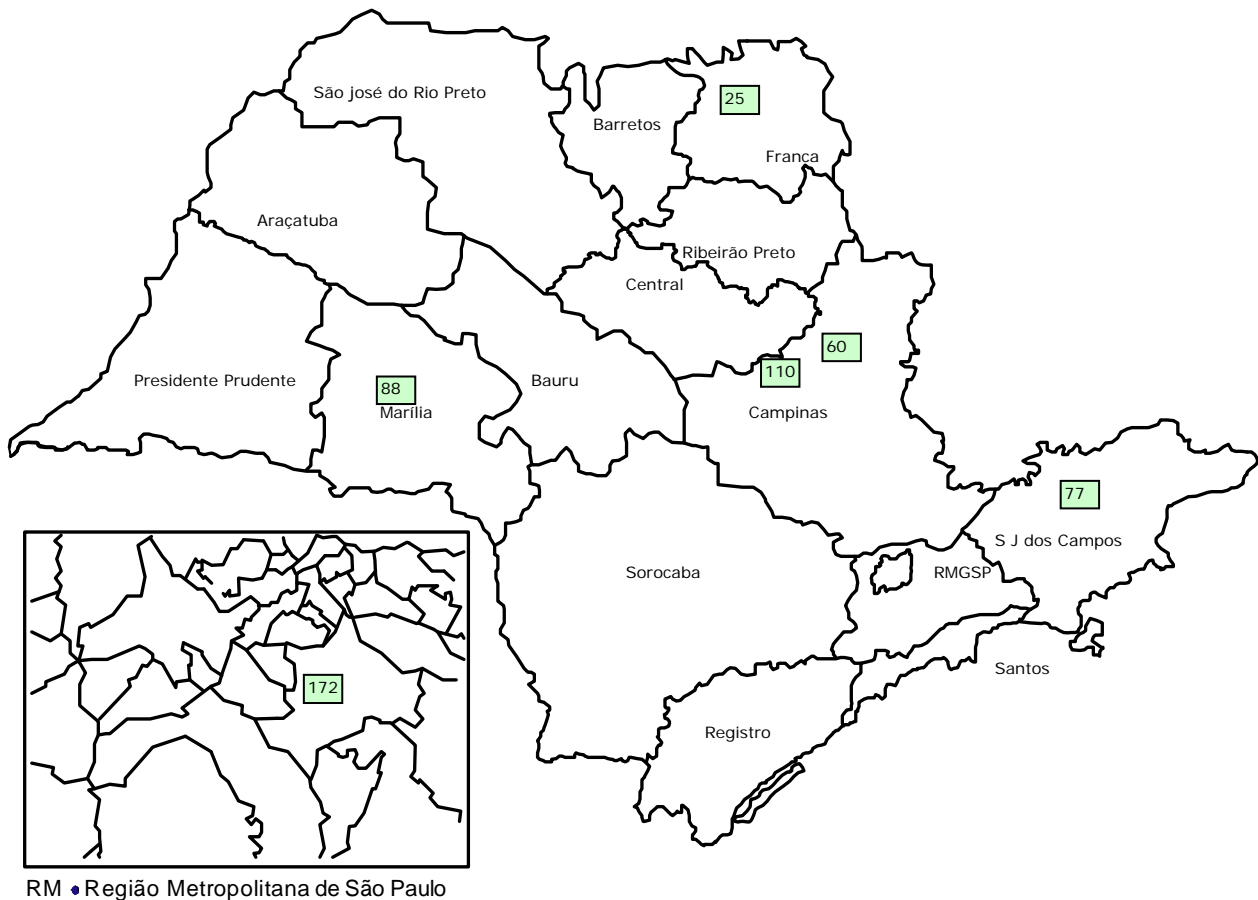 São josé do Rio Preto
25
Barretos
Franca
Araçatuba
Ribeirão Preto
Central
60
110
Presidente Prudente
Bauru
88
Marília
Campinas
77
S J dos Campos
Sorocaba
RMGSP
Santos
172
Registro
RM • Região Metropolitana de São Paulo